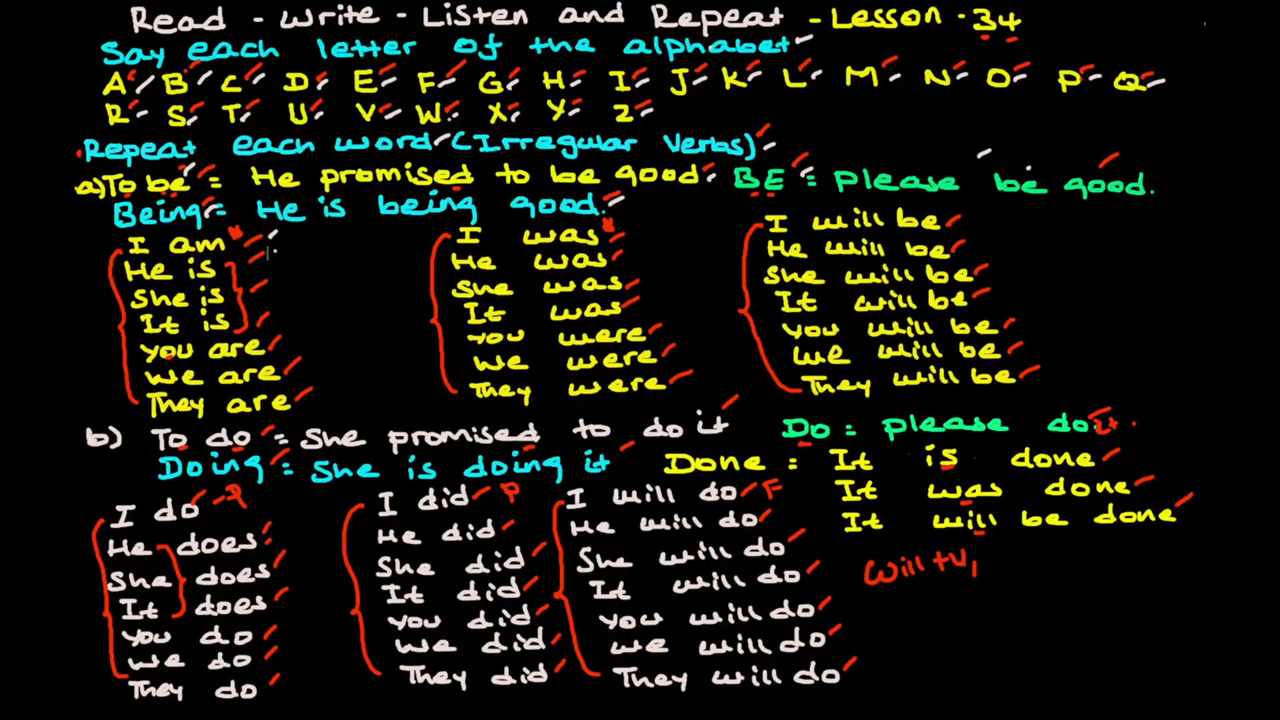 Read - Write - Listen and Repeat - Lesson - 34
Say each letter of the alphabet
A B C D E F G H I J K L M N O P Q
R S T U V W X Y Z
Repeat each word (Irregular Verbs)
a) To be = He promised to be good. BE = please be good.
Being = He is being good.
I am
He is
She is
It is
you are
we are
They are
I was
He was
She was
It was
you were
we were
They were
I will be
He will be
She will be
It will be
you will be
we will be
They will be
b) To do = She promised to do it Do = please do it.
Doing = She is doing it Done = It is done
It was done
It will be done
will + V1
I do - P
He does
She does
It does
you do
we do
They do
I did P
He did
She did
It did
you did
we did
They did
I will do F
He will do
She will do
It will do
you will do
we will do
They will do